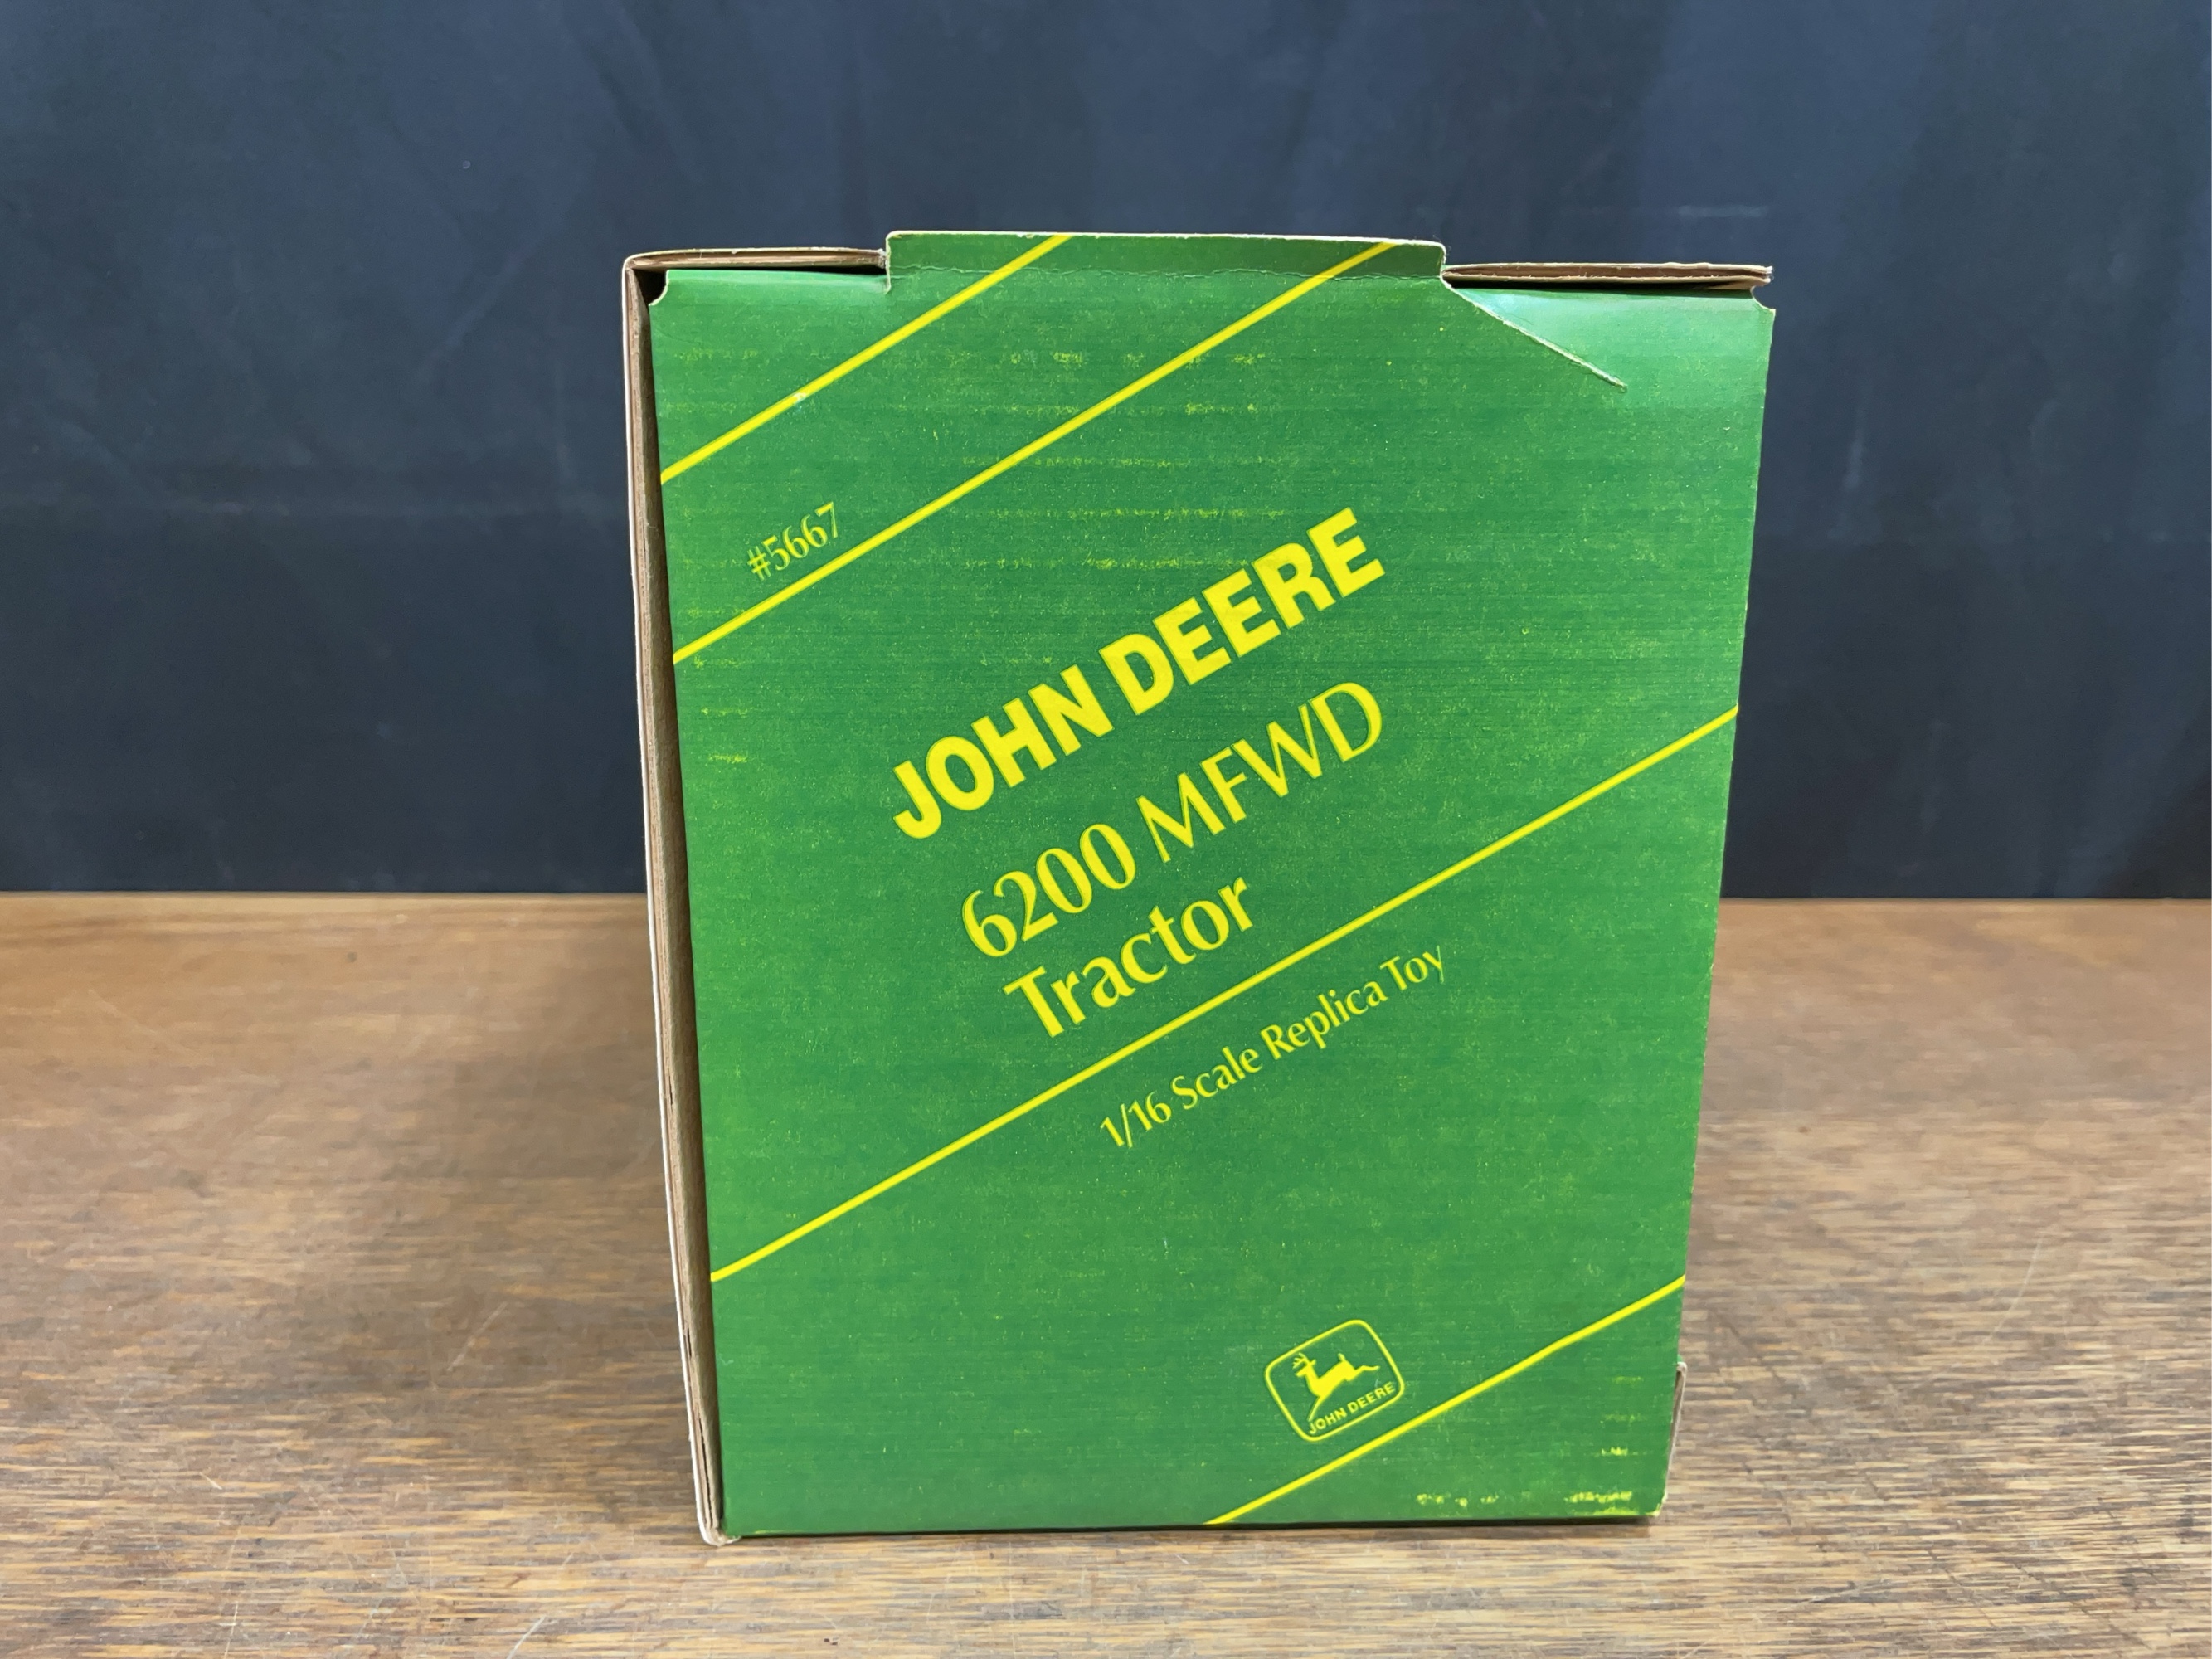 #5667
JOHN DEERE
6200 MFWD
Tractor
1/16 Scale Replica Toy
JOHN DEERE